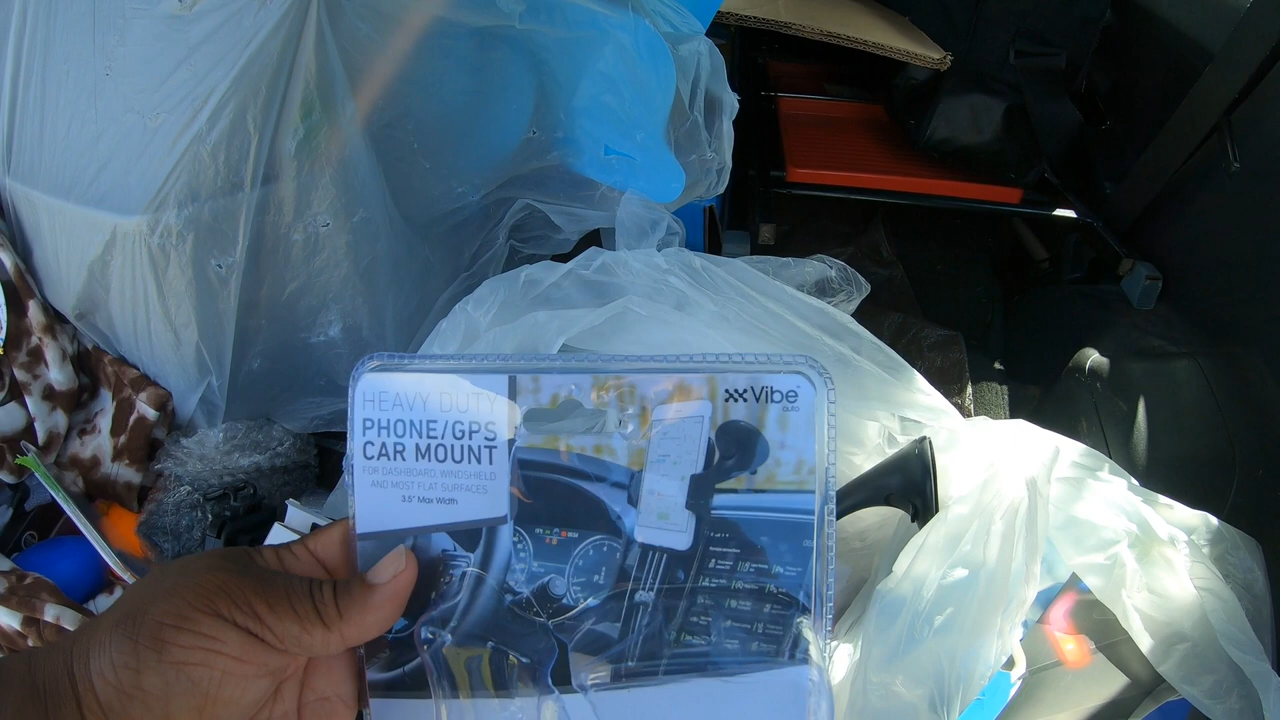 HEAVY DUTY
PHONE/GPS
CAR MOUNT
FOR DASHBOARD, WINDSHIELD
AND MOST FLAT SURFACES
3.5" Max Width
Vibe
auto